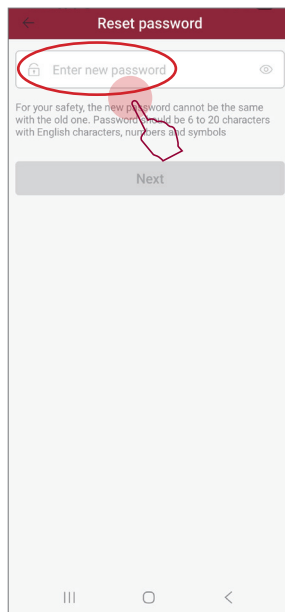 Reset password
Enter new password
For your safety, the new password cannot be the same
with the old one. Password should be 6 to 20 characters
with English characters, numbers and symbols
Next